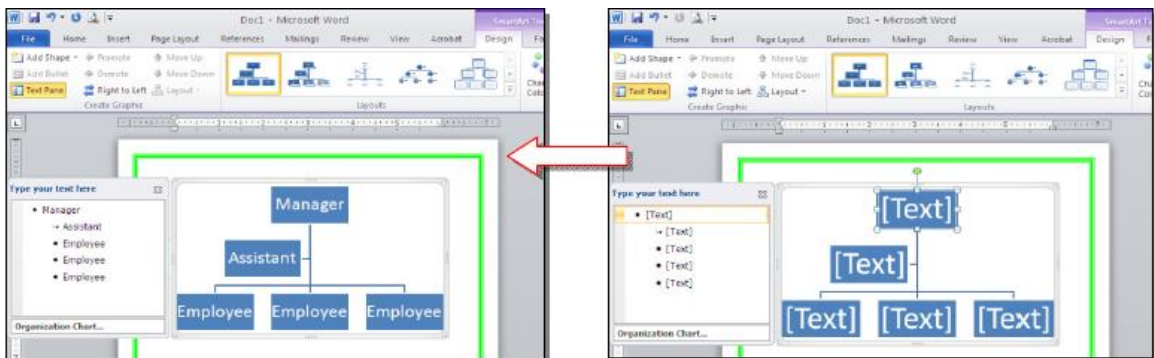 Doc1 - Microsoft Word
File Home Insert Page Layout References Mailings Review View Acrobat Design
Add Shape Promote Move Up
Add Bullet Demote Move Down
Text Pane Right to Left Layout
Create Graphic Layouts
Type your text here
Manager
Assistant
Employee
Employee
Employee
Organization Chart...
Manager
Assistant
Employee Employee Employee
Doc1 - Microsoft Word
File Home Insert Page Layout References Mailings Review View Acrobat Design
Add Shape Promote Move Up
Add Bullet Demote Move Down
Text Pane Right to Left Layout
Create Graphic Layouts
Type your text here
[Text]
[Text]
[Text]
[Text]
[Text]
Organization Chart...
[Text]
[Text]
[Text] [Text] [Text]